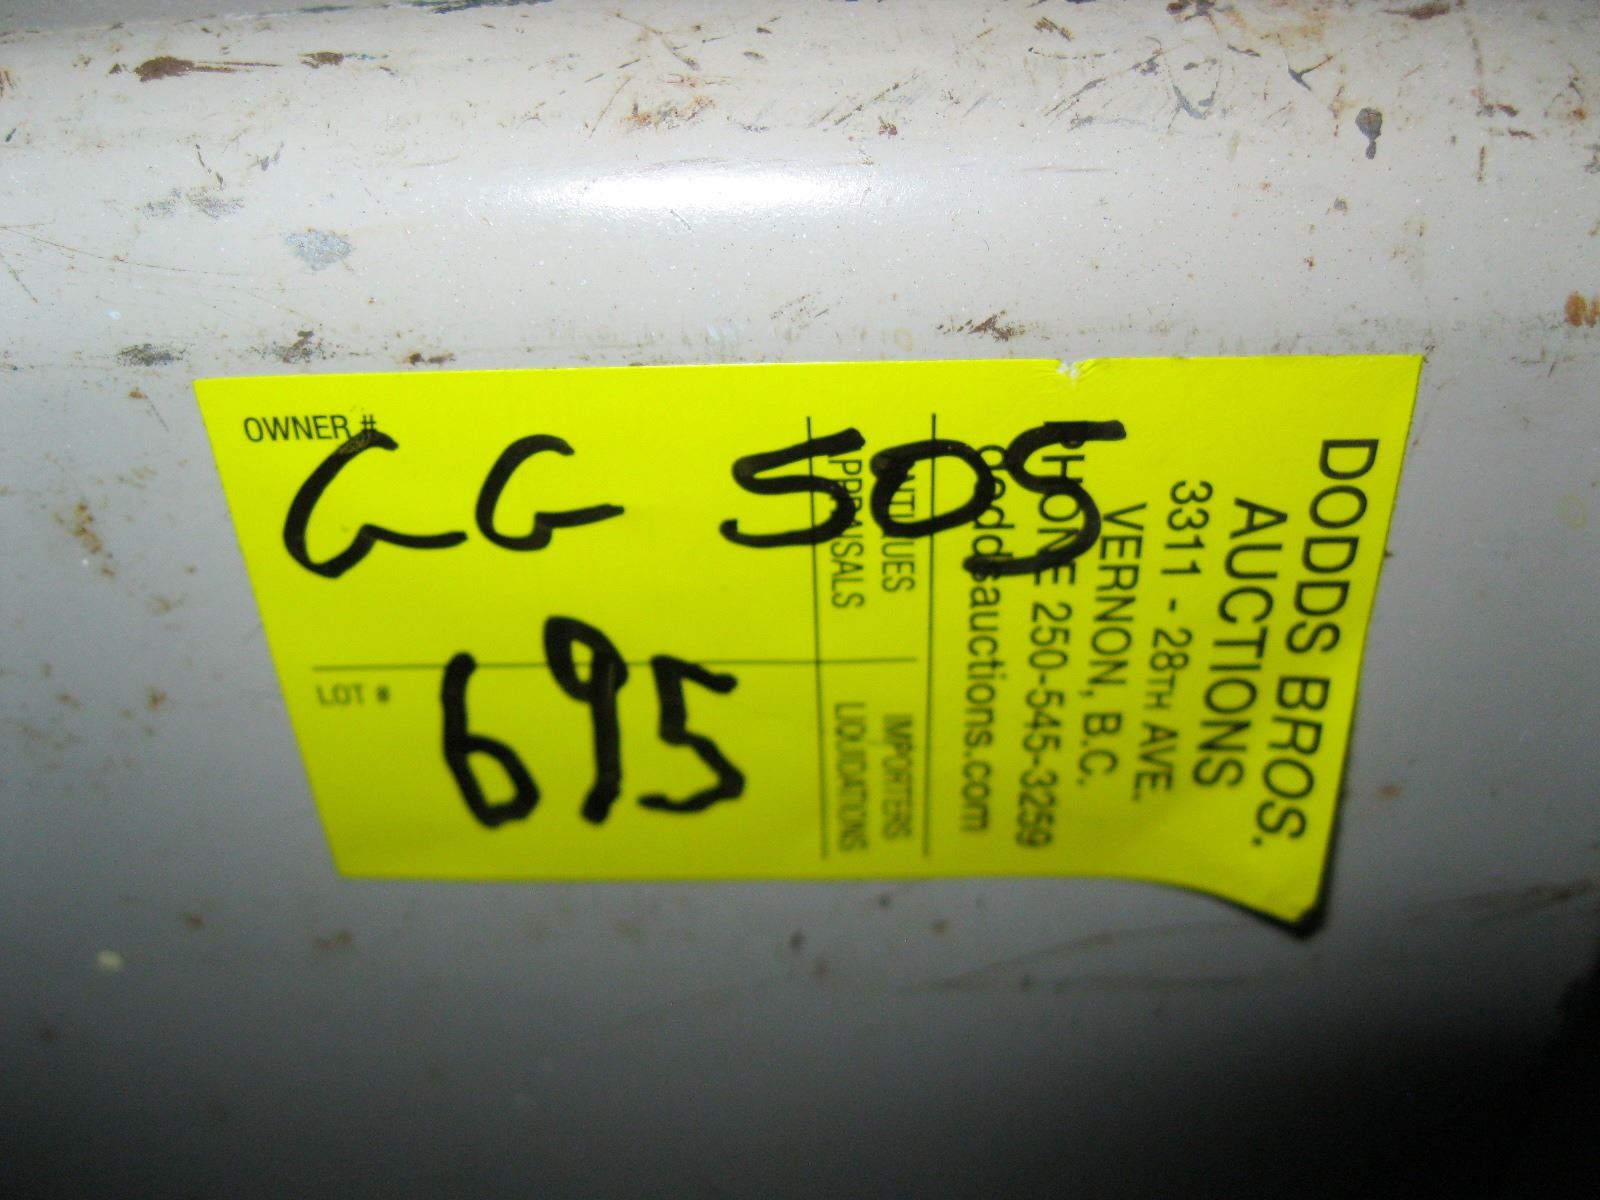 OWNER #
GG 505
LOT #
695
DODDS BROS.
AUCTIONS
3311 - 28TH AVE.
VERNON, B.C.
PHONE 250-545-3259
doddsauctions.com
ANTIQUES
APPRAISALS
IMPORTERS
LIQUIDATIONS